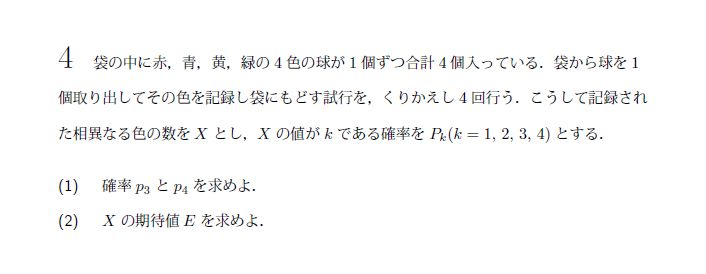 4 袋の中に赤，青，黄，緑の 4 色の球が 1 個ずつ合計 4 個入っている．袋から球を 1
個取り出してその色を記録し袋にもどす試行を，くりかえし 4 回行う．こうして記録され
た相異なる色の数を X とし，X の値が k である確率を P_k(k = 1, 2, 3, 4) とする．
(1) 確率 p_3 と p_4 を求めよ．
(2) X の期待値 E を求めよ．